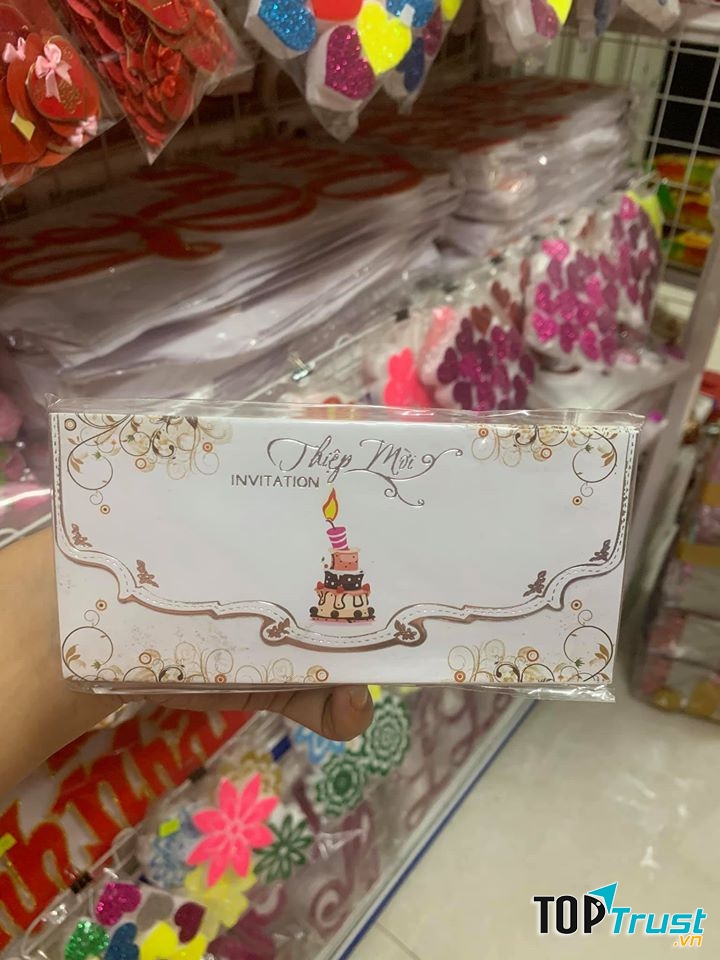 Thiệp Mời
INVITATION
TOPTrust
.vn